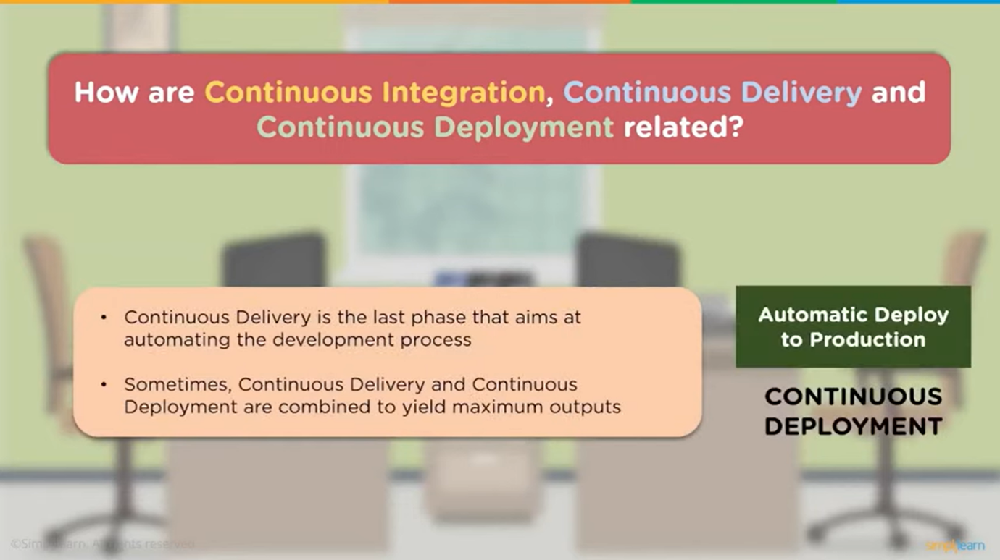 How are Continuous Integration, Continuous Delivery and
Continuous Deployment related?
• Continuous Delivery is the last phase that aims at
automating the development process
• Sometimes, Continuous Delivery and Continuous
Deployment are combined to yield maximum outputs
Automatic Deploy
to Production
CONTINUOUS
DEPLOYMENT
©Simplilearn. All rights reserved
simplilearn